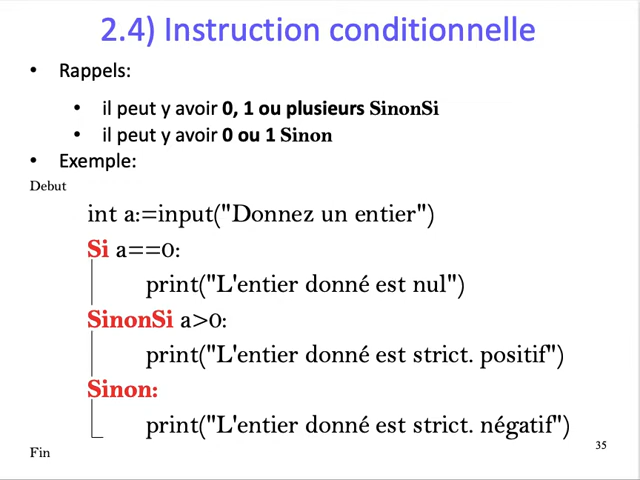 2.4) Instruction conditionnelle
• Rappels:
• il peut y avoir 0, 1 ou plusieurs SinonSi
• il peut y avoir 0 ou 1 Sinon
• Exemple:
Debut
int a:=input("Donnez un entier")
Si a==0:
print("L'entier donné est nul")
SinonSi a>0:
print("L'entier donné est strict. positif")
Sinon:
print("L'entier donné est strict. négatif")
Fin
35